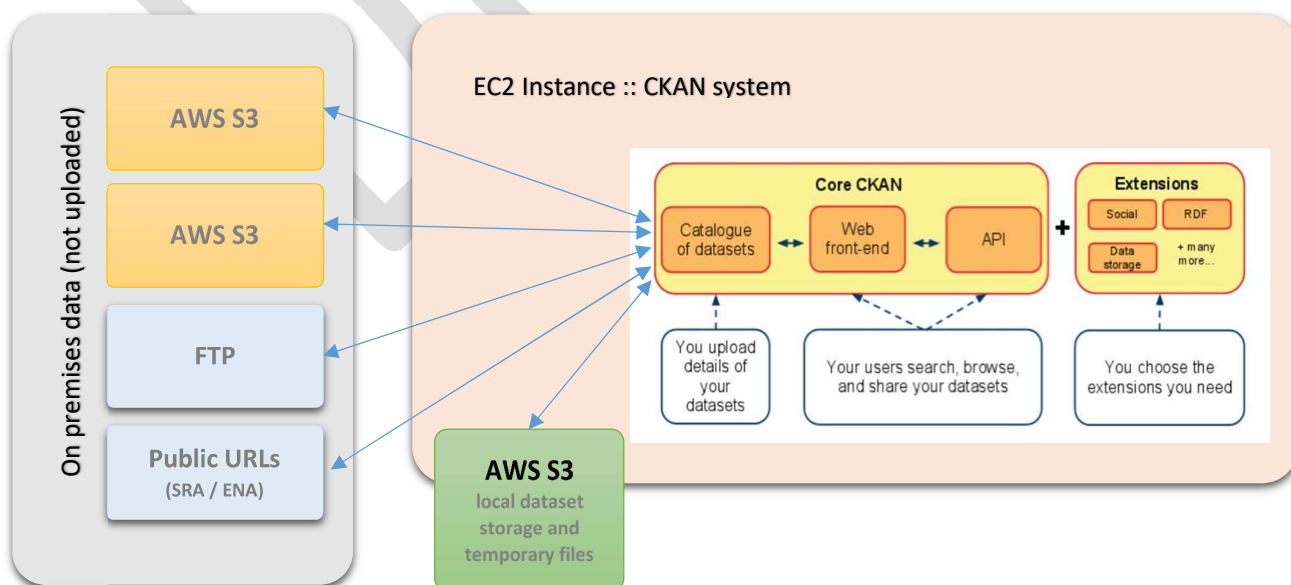 On premises data (not uploaded)
AWS S3
AWS S3
FTP
Public URLs
(SRA / ENA)
EC2 Instance :: CKAN system
Core CKAN
Catalogue
of datasets
Web
front-end
API
+
Extensions
Social
RDF
Data
storage
+ many
more...
You upload
details of
your
datasets
Your users search, browse,
and share your datasets
You choose the
extensions you need
AWS S3
local dataset
storage and
temporary files